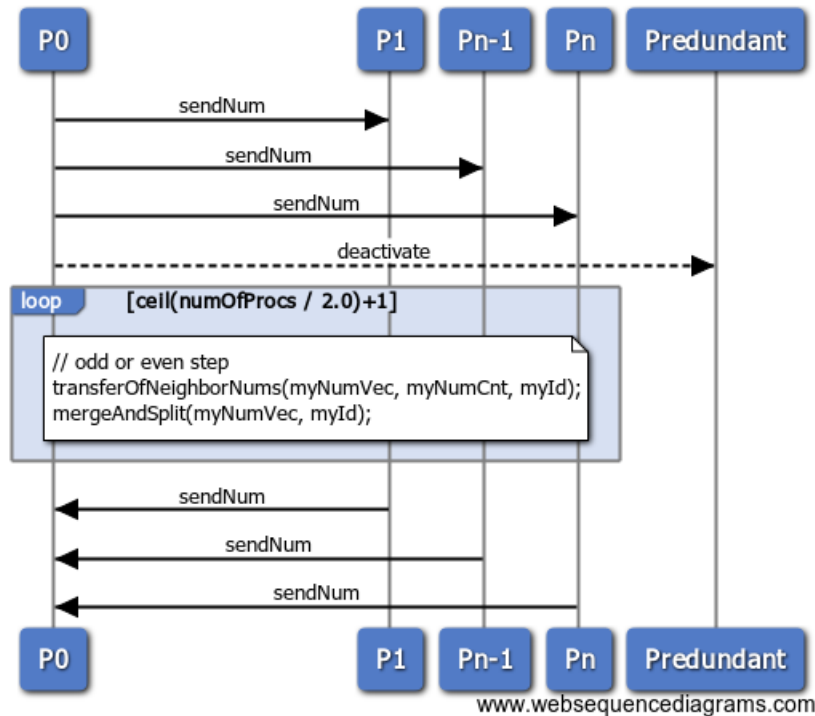 P0 P1 Pn-1 Pn Predundant
sendNum
sendNum
sendNum
deactivate
loop [ceil(numOfProcs / 2.0)+1]
// odd or even step
transferOfNeighborNums(myNumVec, myNumCnt, myId);
mergeAndSplit(myNumVec, myId);
sendNum
sendNum
sendNum
P0 P1 Pn-1 Pn Predundant
www.websequencediagrams.com